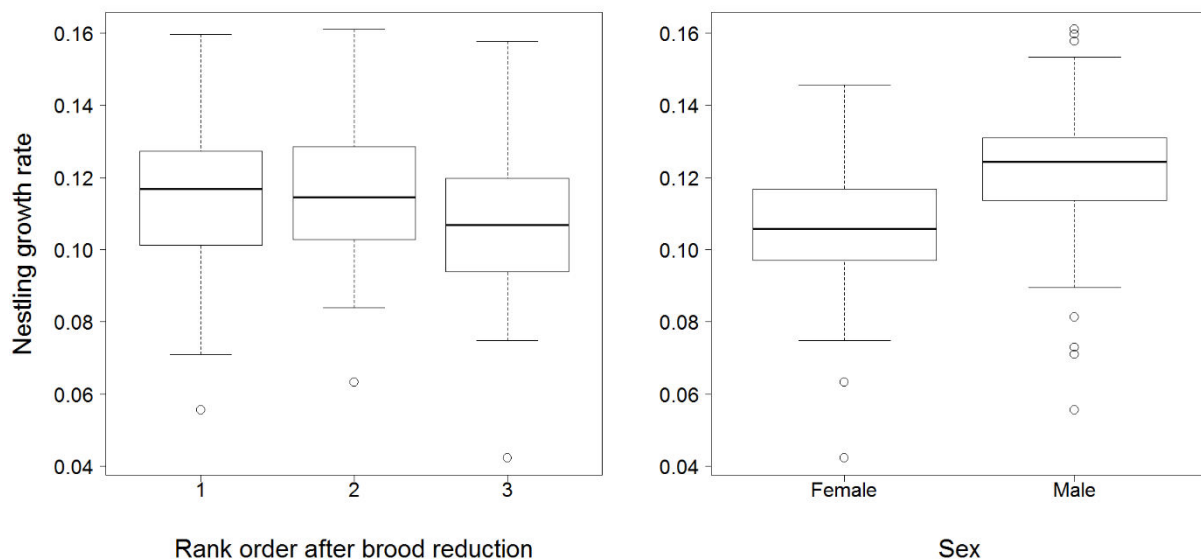 Nestling growth rate
0.16
0.14
0.12
0.10
0.08
0.06
0.04
1 2 3
Rank order after brood reduction
0.16
0.14
0.12
0.10
0.08
0.06
0.04
Female Male
Sex